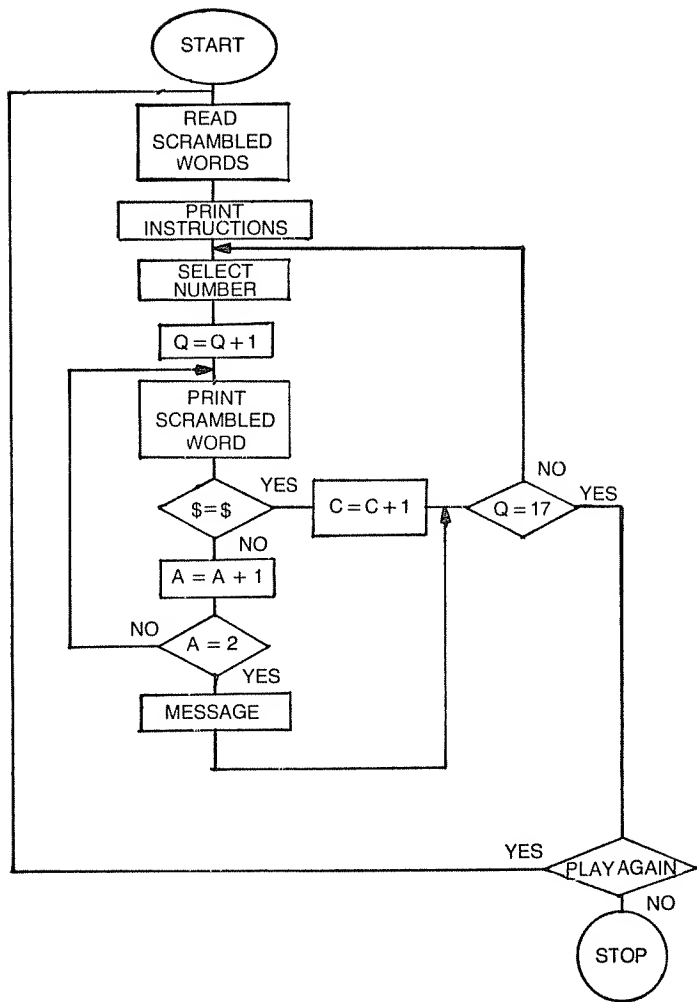 START
READ
SCRAMBLED
WORDS
PRINT
INSTRUCTIONS
SELECT
NUMBER
Q = Q + 1
PRINT
SCRAMBLED
WORD
$ = $
YES
C = C + 1
NO
Q = 17
YES
NO
A = A + 1
NO
A = 2
YES
MESSAGE
YES
PLAY AGAIN
NO
STOP